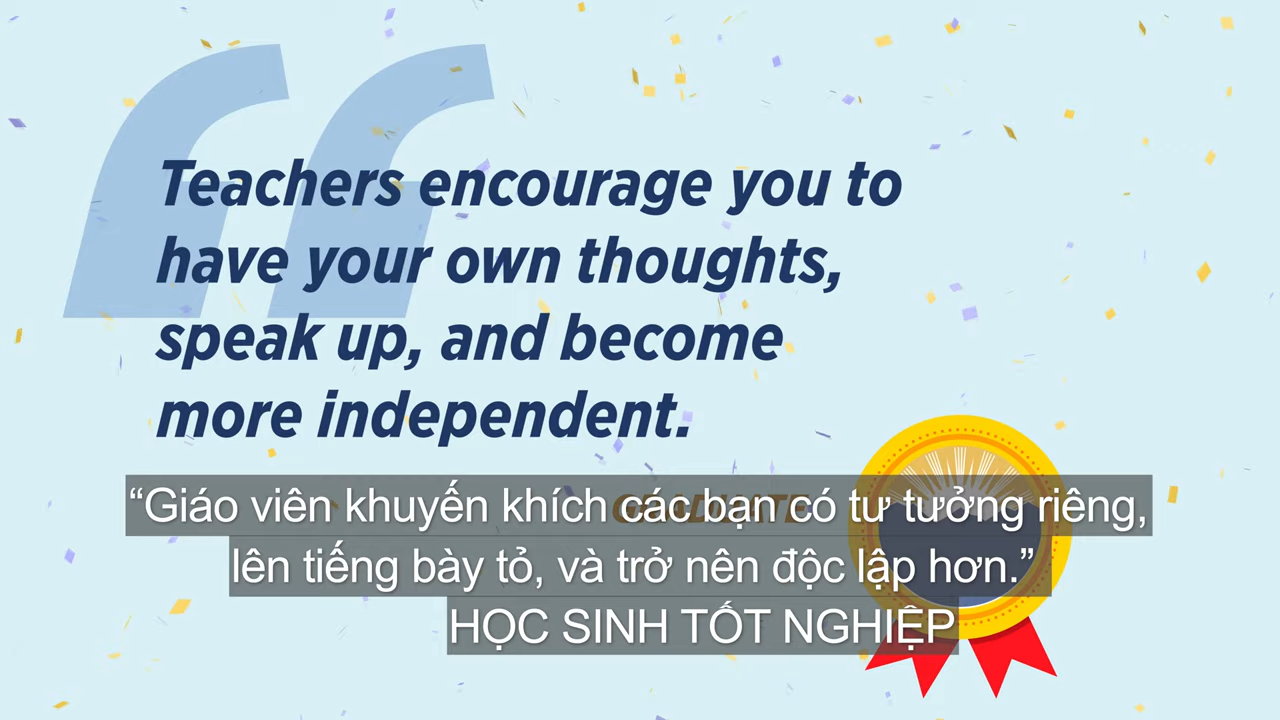 Teachers encourage you to
have your own thoughts,
speak up, and become
more independent.
GRADUATE
“Giáo viên khuyến khích các bạn có tư tưởng riêng,
lên tiếng bày tỏ, và trở nên độc lập hơn.”
HỌC SINH TỐT NGHIỆP